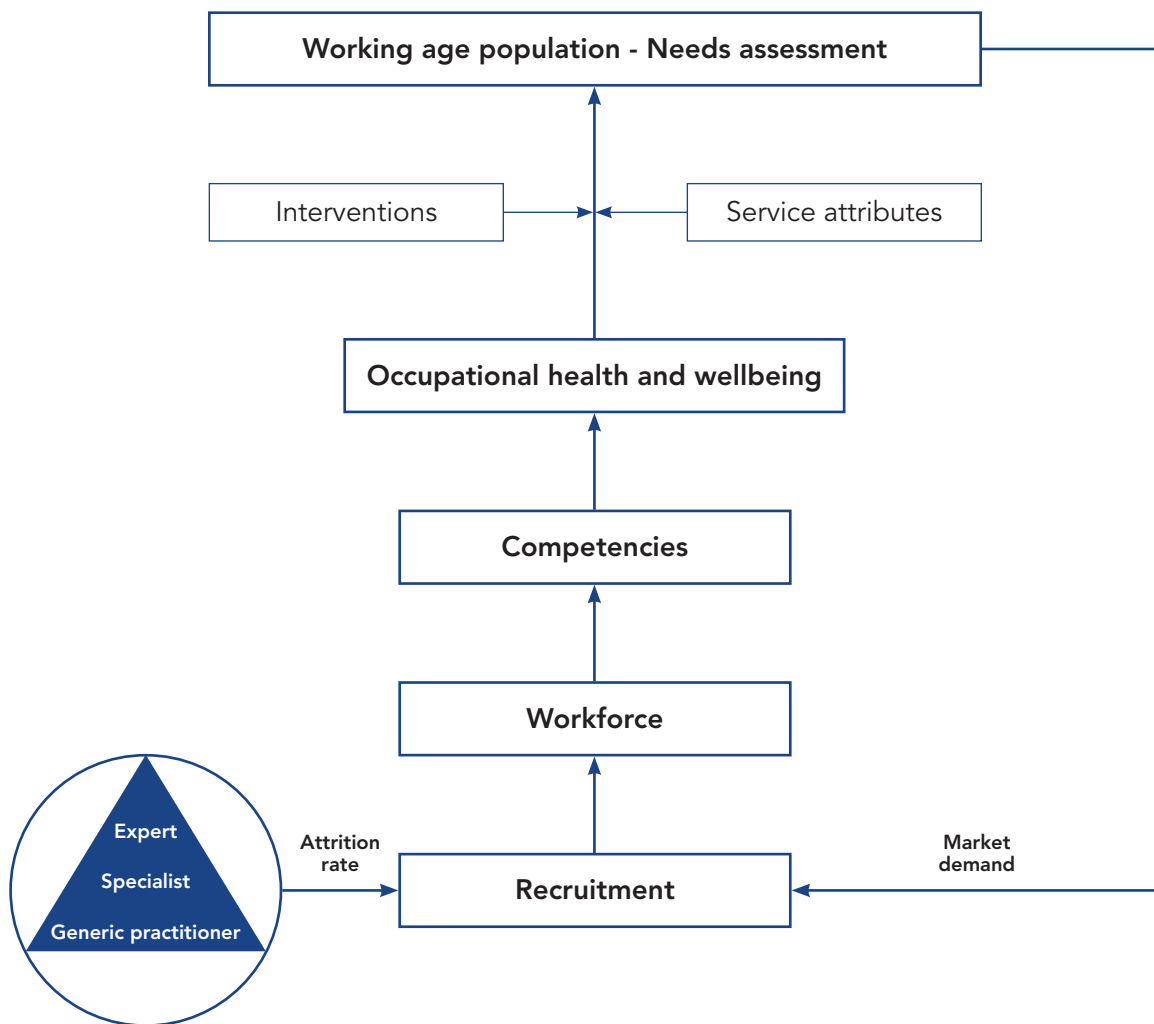 Working age population - Needs assessment
Interventions
Service attributes
Occupational health and wellbeing
Competencies
Workforce
Expert
Specialist
Generic practitioner
Attrition
rate
Recruitment
Market
demand